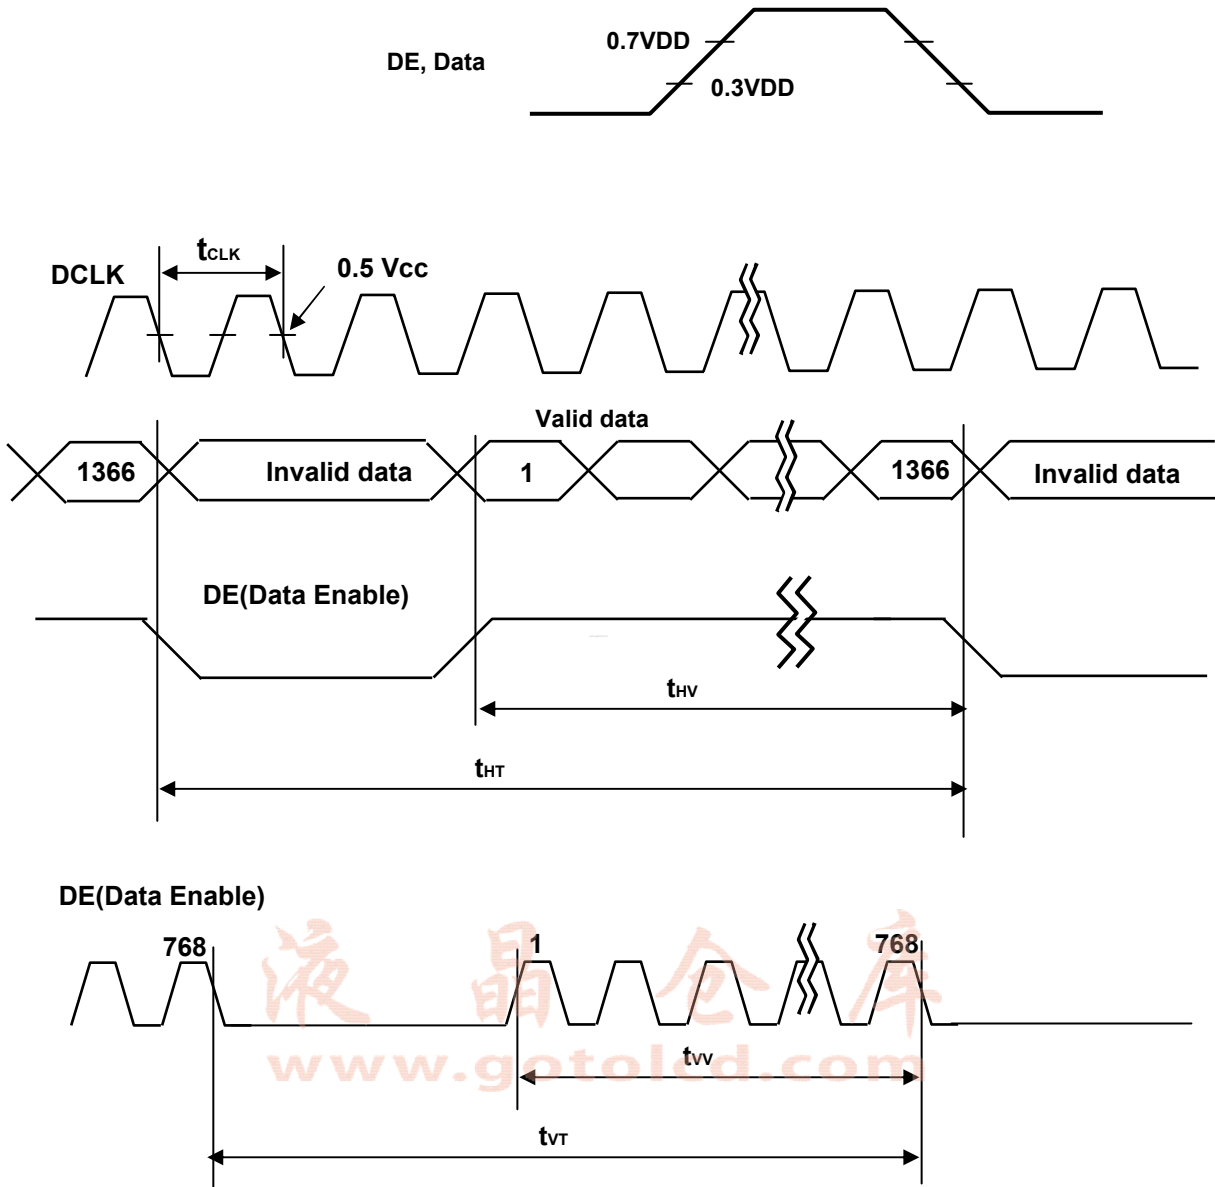 0.7VDD
DE, Data
0.3VDD
tCLK
DCLK
0.5 Vcc
Valid data
1366
Invalid data
1
1366
Invalid data
DE(Data Enable)
tHV
tHT
DE(Data Enable)
768
1
768
液晶仓库
www.gotolcd.com
tVV
tVT